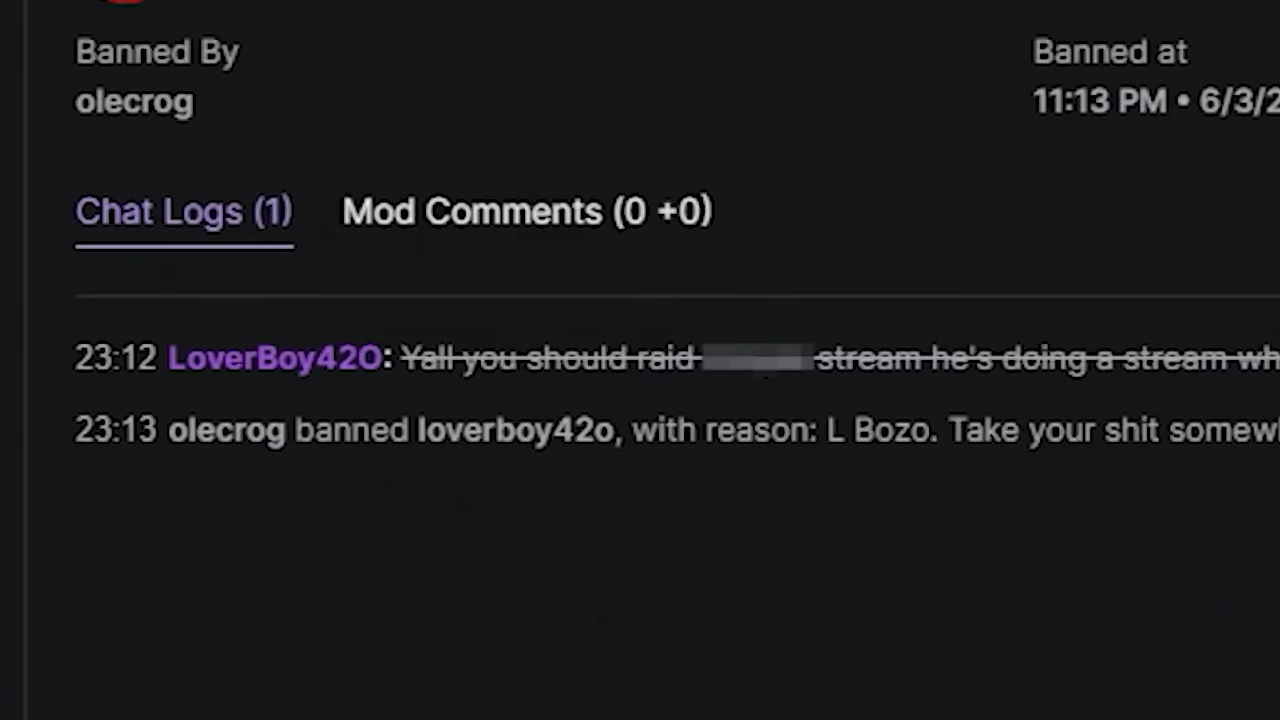 Banned By
Banned at
olecrog
11:13 PM • 6/3/2
Chat Logs (1)
Mod Comments (0 +0)
23:12 LoverBoy42O: Yall you should raid stream he's doing a stream wh
23:13 olecrog banned loverboy42o, with reason: L Bozo. Take your shit somewh